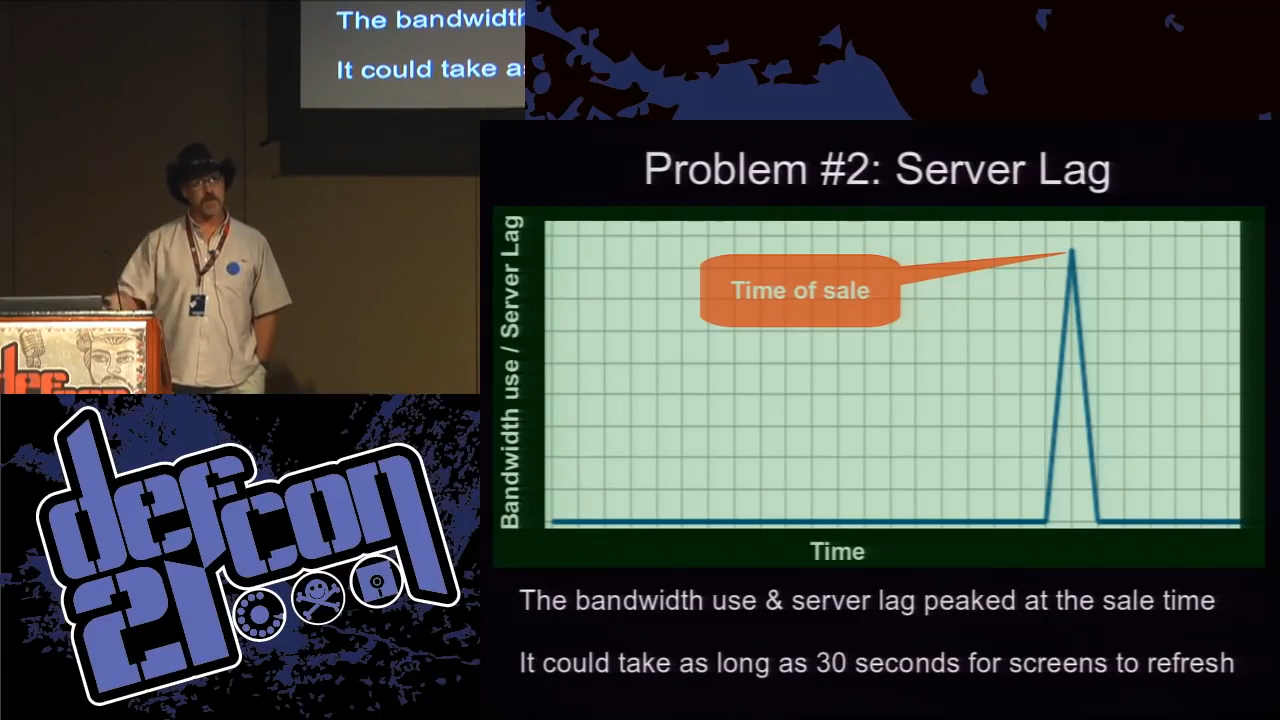 The bandwidth
It could take as
Problem #2: Server Lag
Bandwidth use / Server Lag
Time of sale
Time
The bandwidth use & server lag peaked at the sale time
It could take as long as 30 seconds for screens to refresh
defcon
defcon
21